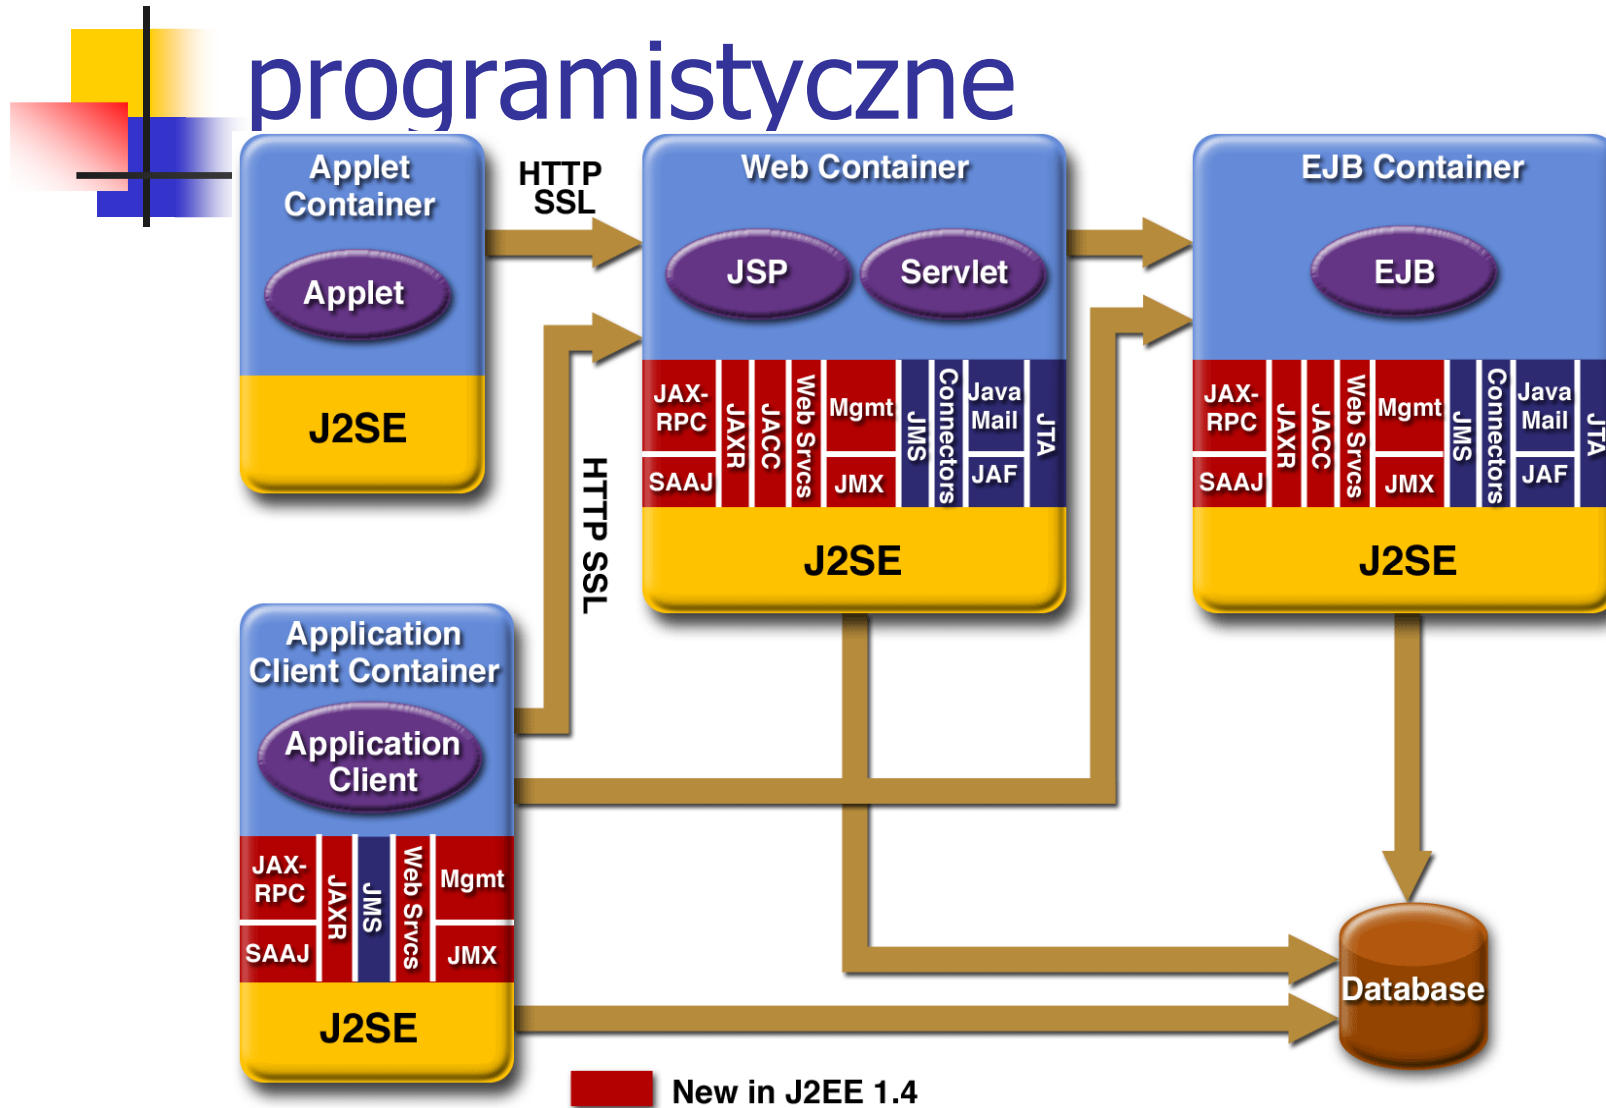 programistyczne
Applet
Container
Applet
J2SE
HTTP
SSL
Web Container
JSP
Servlet
JAX-
RPC
SAAJ
JAXR
JACC
Web Srvcs
Mgmt
JMX
JMS
Connectors
Java
Mail
JAF
JTA
J2SE
EJB Container
EJB
JAX-
RPC
SAAJ
JAXR
JACC
Web Srvcs
Mgmt
JMX
JMS
Connectors
Java
Mail
JAF
JTA
J2SE
HTTP SSL
Application
Client Container
Application
Client
JAX-
RPC
SAAJ
JAXR
JMS
Web Srvcs
Mgmt
JMX
J2SE
Database
New in J2EE 1.4